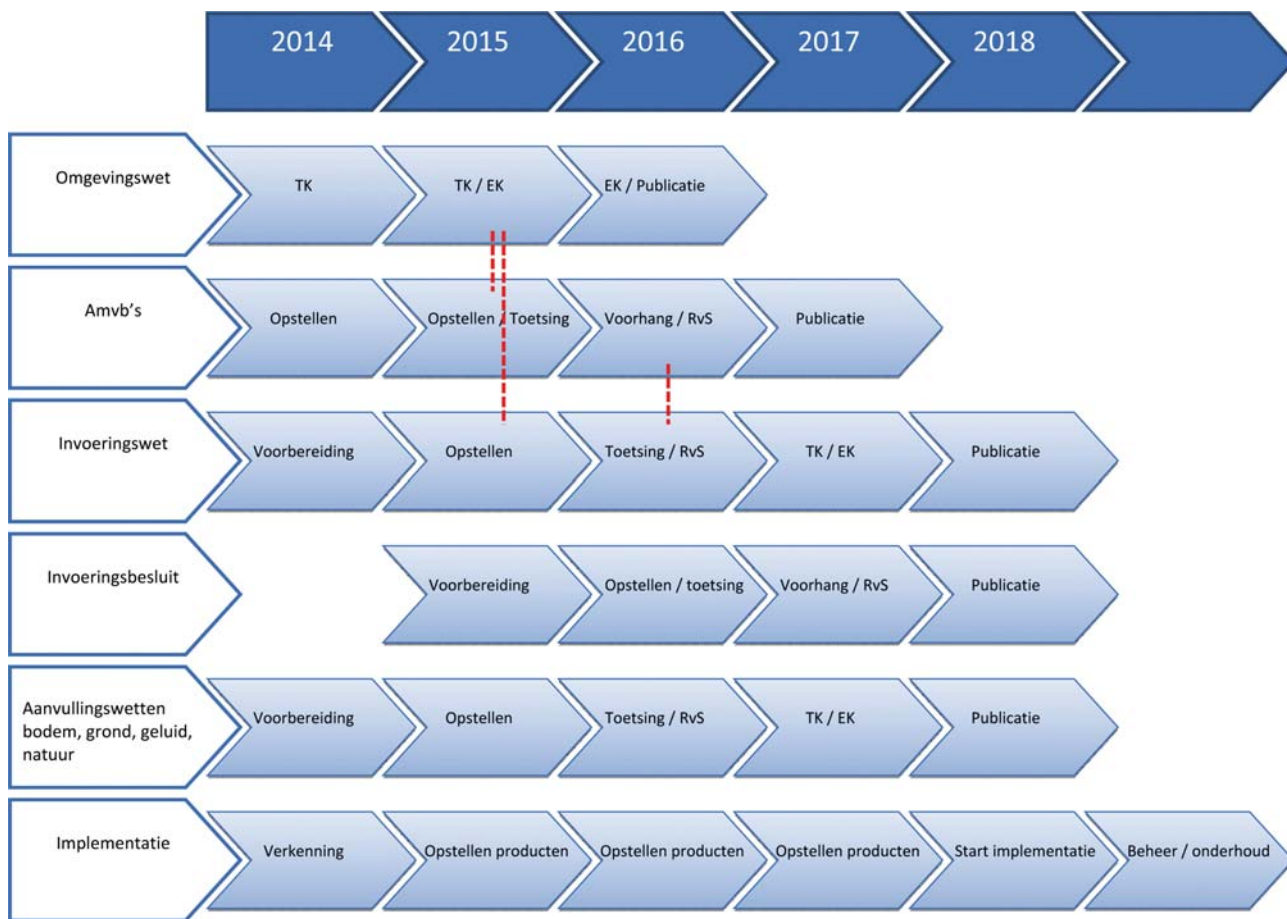 2014 2015 2016 2017 2018
Omgevingswet TK TK / EK EK / Publicatie
Amvb's Opstellen Opstellen / Toetsing Voorhang / RvS Publicatie
Invoeringswet Voorbereiding Opstellen Toetsing / RvS TK / EK Publicatie
Invoeringsbesluit Voorbereiding Opstellen / toetsing Voorhang / RvS Publicatie
Aanvullingswetten
bodem, grond, geluid,
natuur
Voorbereiding Opstellen Toetsing / RvS TK / EK Publicatie
Implementatie Verkenning Opstellen producten Opstellen producten Opstellen producten Start implementatie Beheer / onderhoud